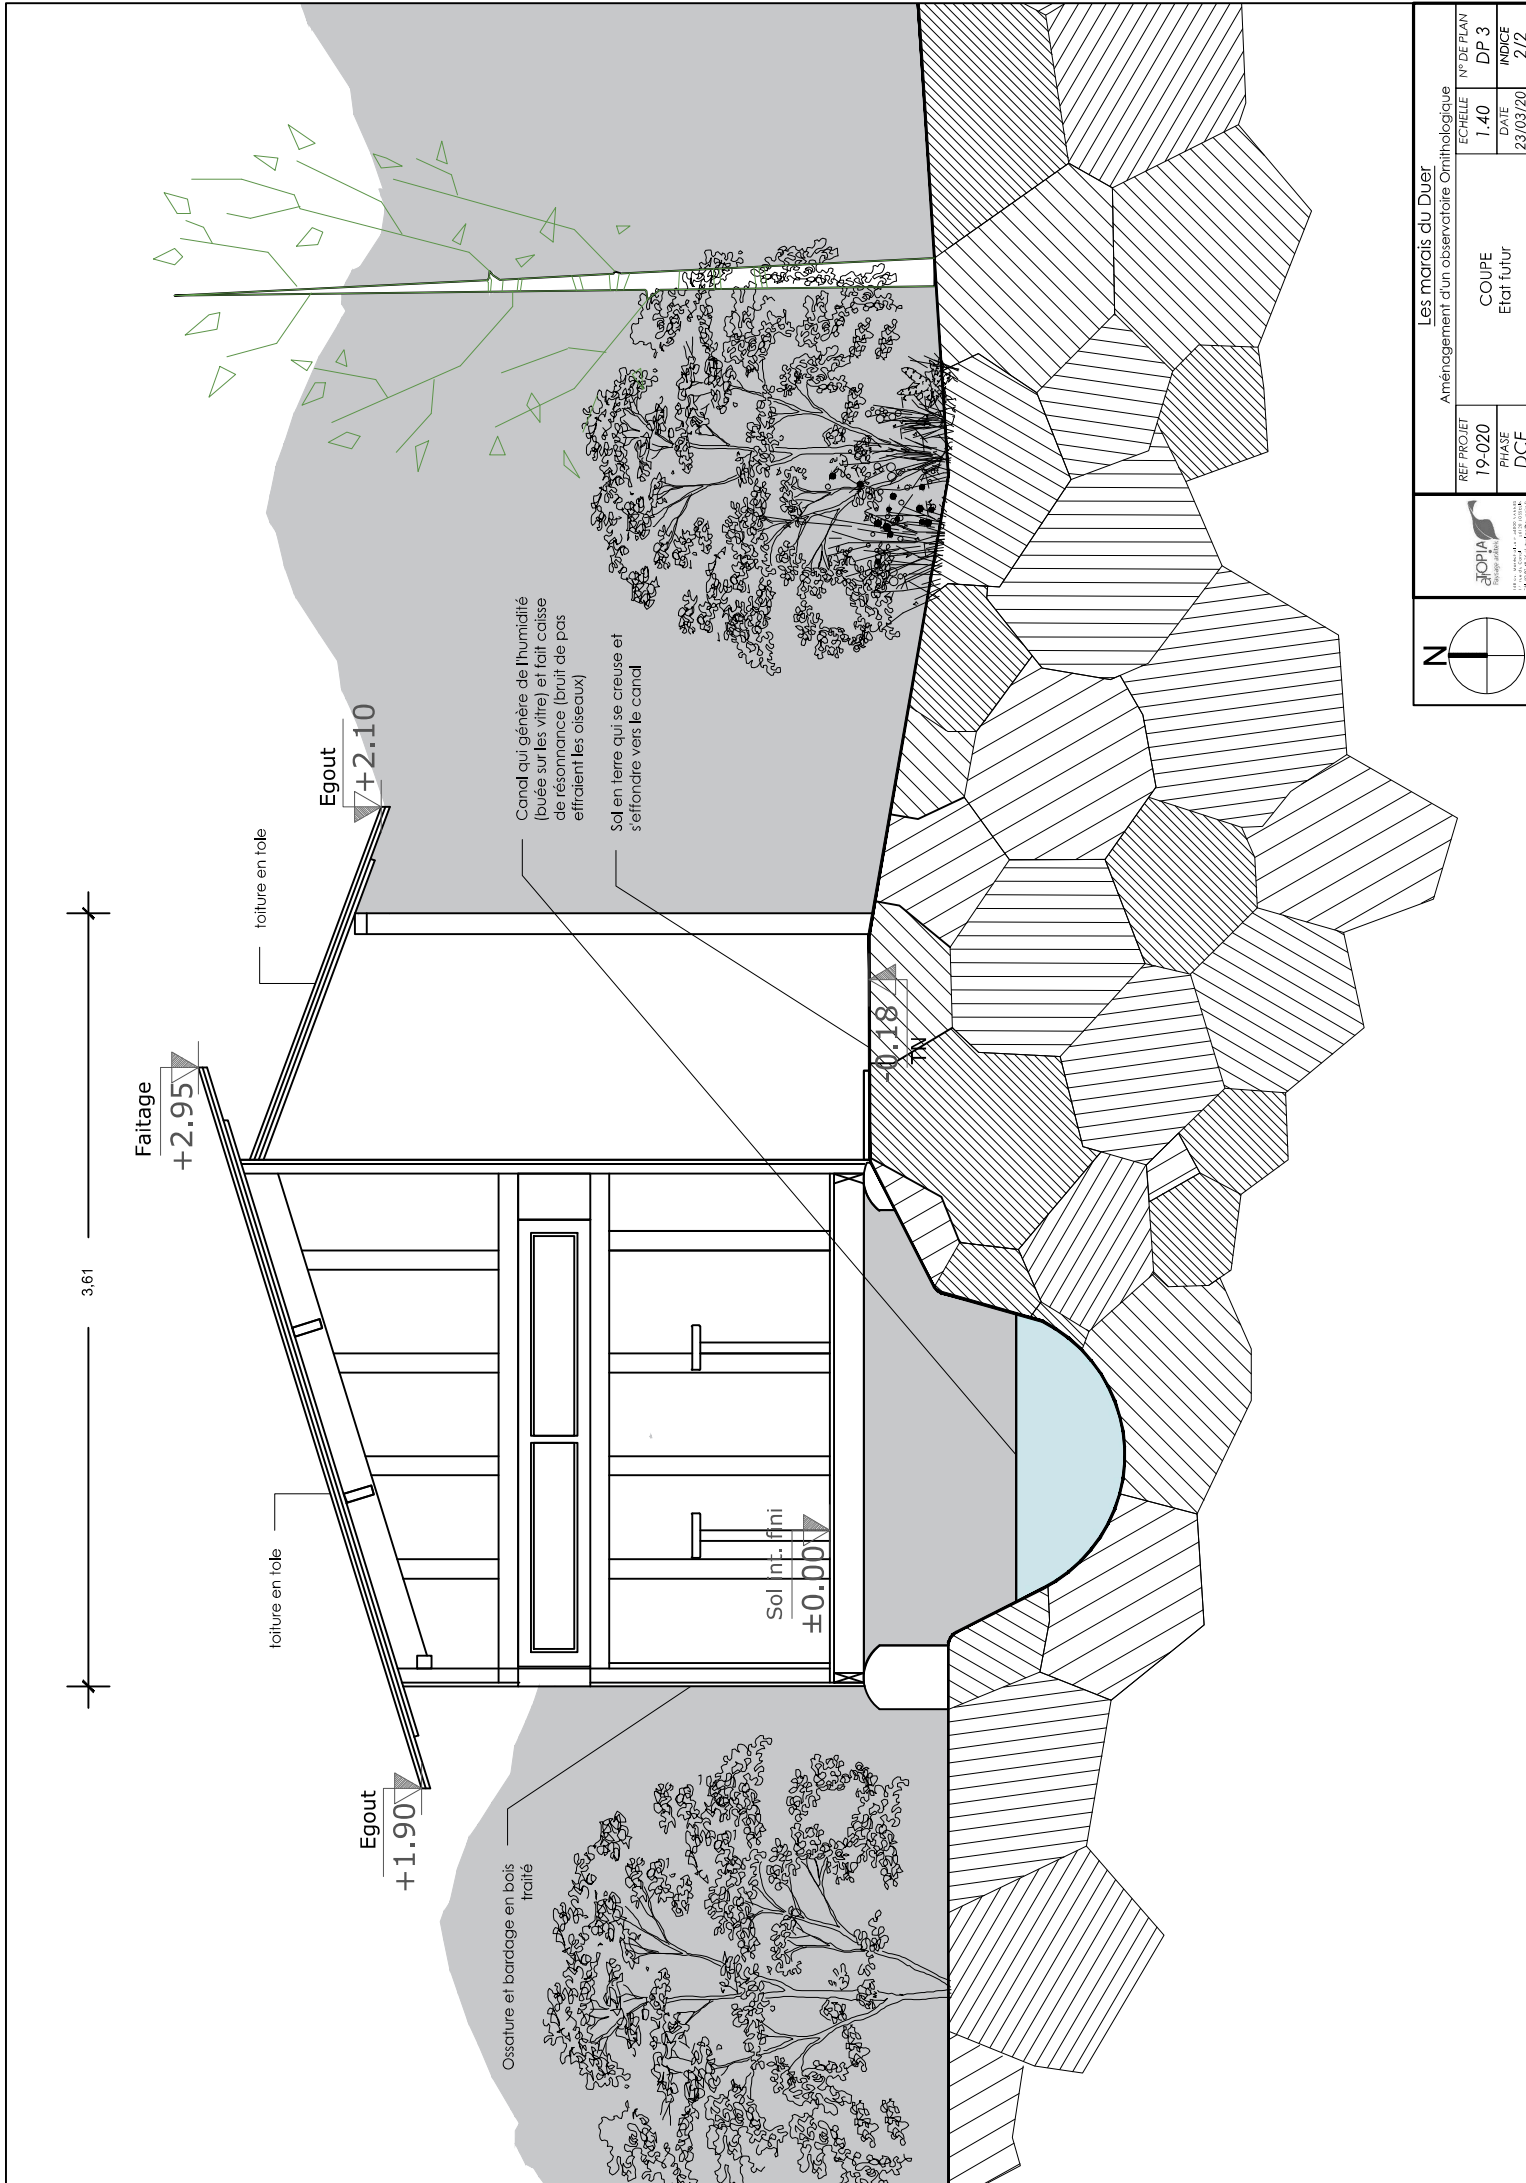 3,61
Faitage
+2.95
Egout
+2.10
Egout
+1.90
toiture en tole
toiture en tole
Ossature et bardage en bois
traité
Canal qui génère de l'humidité
(buée sur les vitre) et fait caisse
de résonnance (bruit de pas
effraient les oiseaux)
Sol en terre qui se creuse et
s'effondre vers le canal
Sol int. fini
±0.00
-0.18
TN
N
aTOPIA
Les marais du Duer
Aménagement d'un observatoire Ornithologique
REF PROJET
19-020
PHASE
DCE
COUPE
Etat futur
ECHELLE
1.40
DATE
23/03/20
N° DE PLAN
DP 3
INDICE
2/2